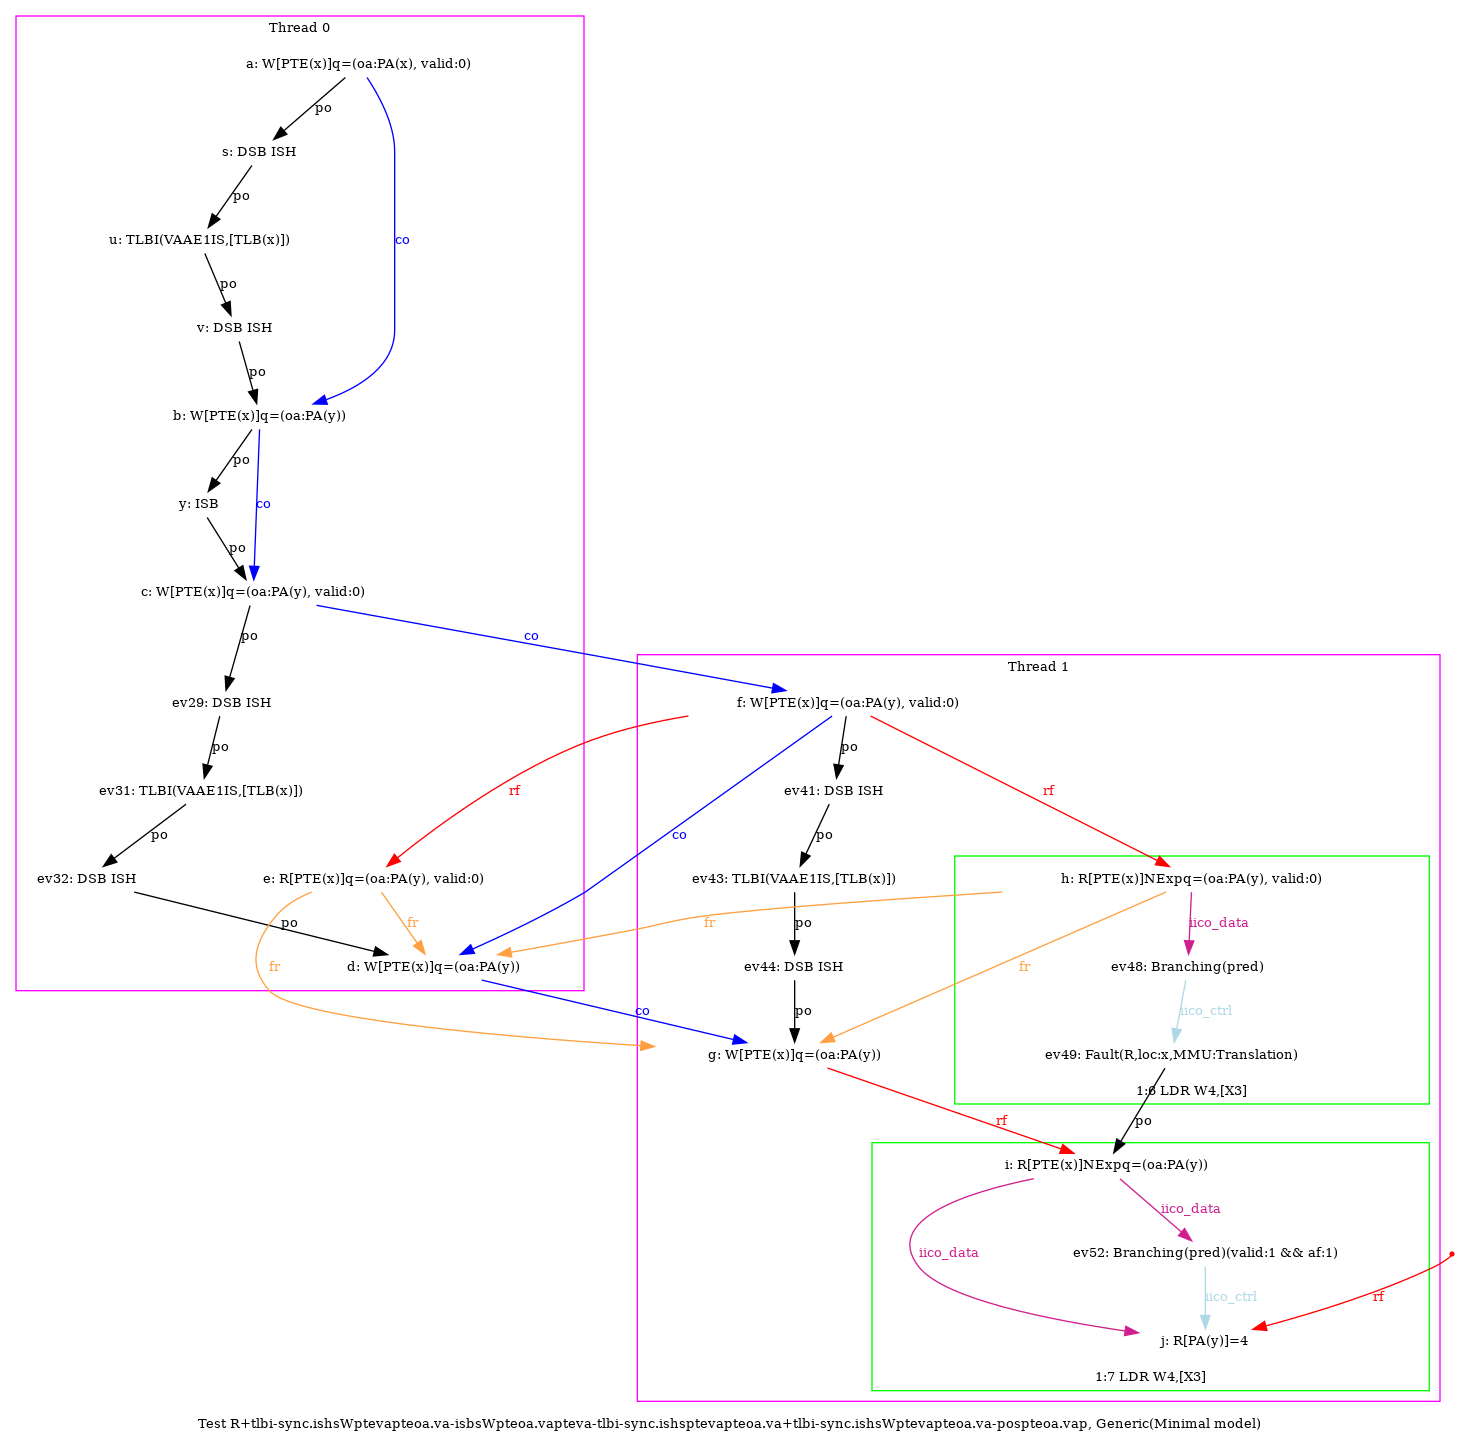 Thread 0
a: W[PTE(x)]q=(oa:PA(x), valid:0)
po
s: DSB ISH
po
u: TLBI(VAAE1IS,[TLB(x)])
co
po
v: DSB ISH
po
b: W[PTE(x)]q=(oa:PA(y))
po
y: ISB
co
po
c: W[PTE(x)]q=(oa:PA(y), valid:0)
po
co
Thread 1
ev29: DSB ISH
f: W[PTE(x)]q=(oa:PA(y), valid:0)
po
po
ev31: TLBI(VAAE1IS,[TLB(x)])
rf
ev41: DSB ISH
rf
po
co
po
ev32: DSB ISH
e: R[PTE(x)]q=(oa:PA(y), valid:0)
ev43: TLBI(VAAE1IS,[TLB(x)])
h: R[PTE(x)]NExpq=(oa:PA(y), valid:0)
po
fr
fr
po
iico_data
fr
d: W[PTE(x)]q=(oa:PA(y))
ev44: DSB ISH
fr
ev48: Branching(pred)
co
po
iico_ctrl
g: W[PTE(x)]q=(oa:PA(y))
ev49: Fault(R,loc:x,MMU:Translation)
1:6 LDR W4,[X3]
rf
po
i: R[PTE(x)]NExpq=(oa:PA(y))
iico_data
iico_data
ev52: Branching(pred)(valid:1 && af:1)
iico_ctrl
rf
j: R[PA(y)]=4
1:7 LDR W4,[X3]
Test R+tlbi-sync.ishsWptevapteoa.va-isbsWpteoa.vapteva-tlbi-sync.ishsptevapteoa.va+tlbi-sync.ishsWptevapteoa.va-pospteoa.vap, Generic(Minimal model)